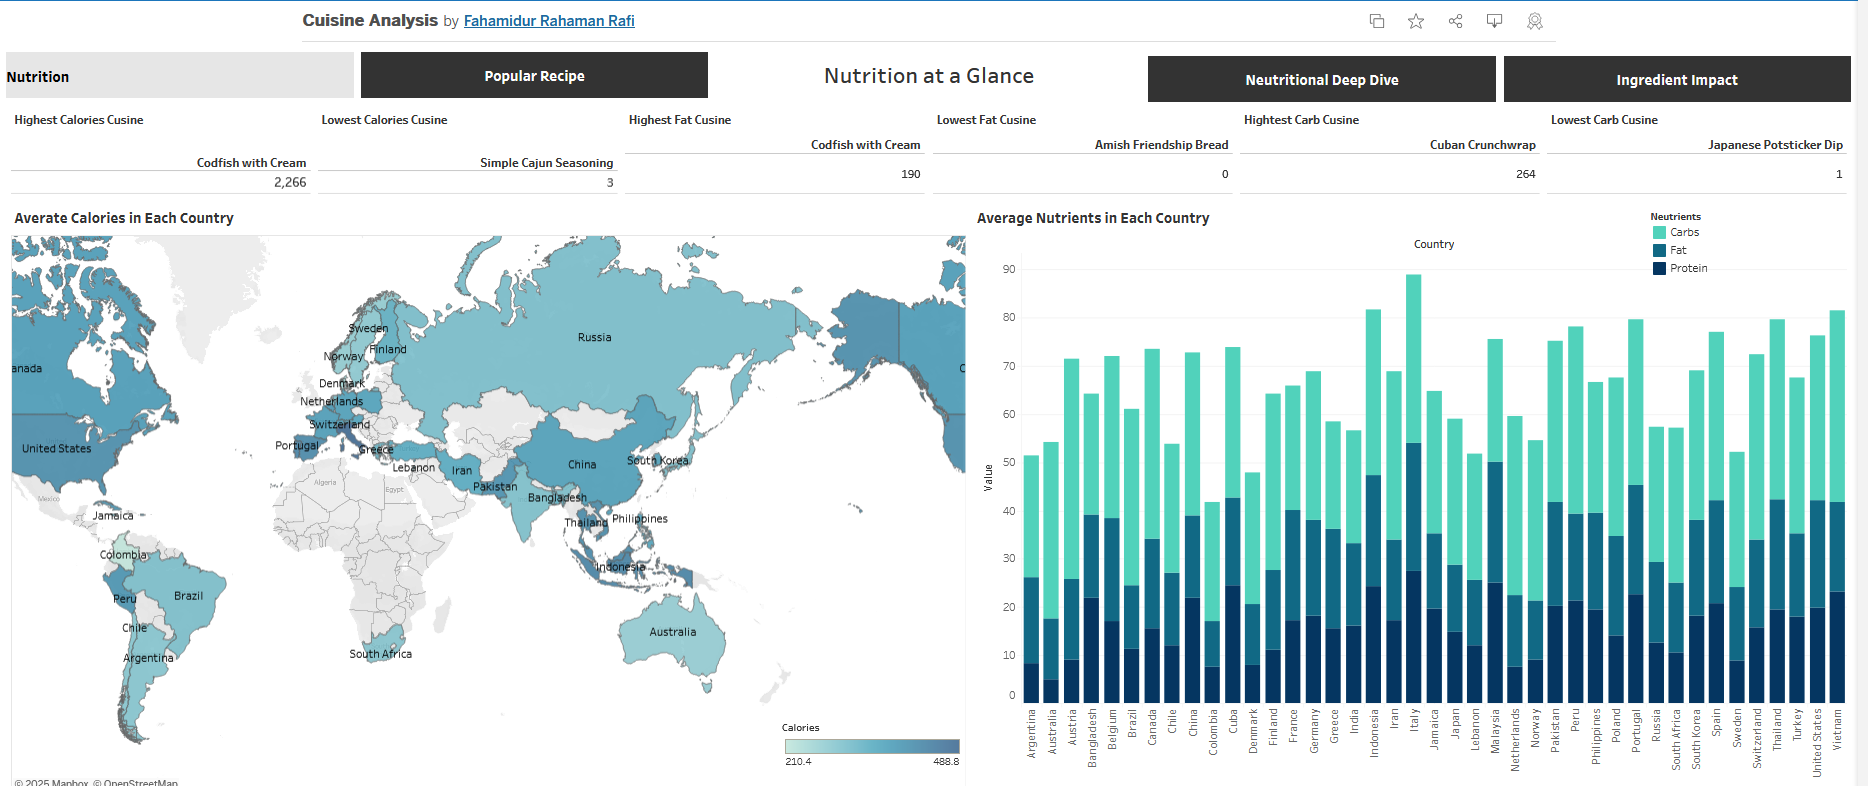 Cuisine Analysis by Fahamidur Rahaman Rafi
Nutrition
Popular Recipe
Nutrition at a Glance
Neutritional Deep Dive
Ingredient Impact
Highest Calories Cusine
Codfish with Cream
2,266
Lowest Calories Cusine
Simple Cajun Seasoning
3
Highest Fat Cusine
Codfish with Cream
190
Lowest Fat Cusine
Amish Friendship Bread
0
Hightest Carb Cusine
Cuban Crunchwrap
264
Lowest Carb Cusine
Japanese Potsticker Dip
1
Averate Calories in Each Country
anada
United States
Mexico
Jamaica
Colombia
Peru
Brazil
Chile
Argentina
Sweden
Norway
Finland
Denmark
Netherlands
Switzerland
Portugal
Greece
Lebanon
Algeria
Egypt
Iran
Pakistan
Russia
China
South Korea
Bangladesh
Thailand
Philippines
Indonesia
South Africa
Australia
C
Calories
210.4
488.8
© 2025 Mapbox © OpenStreetMap
Average Nutrients in Each Country
Neutrients
Carbs
Fat
Protein
Country
Value
90
80
70
60
50
40
30
20
10
0
Argentina
Australia
Austria
Bangladesh
Belgium
Brazil
Canada
Chile
China
Colombia
Cuba
Denmark
Finland
France
Germany
Greece
India
Indonesia
Iran
Italy
Jamaica
Japan
Lebanon
Malaysia
Netherlands
Norway
Pakistan
Peru
Philippines
Poland
Portugal
Russia
South Africa
South Korea
Spain
Sweden
Switzerland
Thailand
Turkey
United States
Vietnam